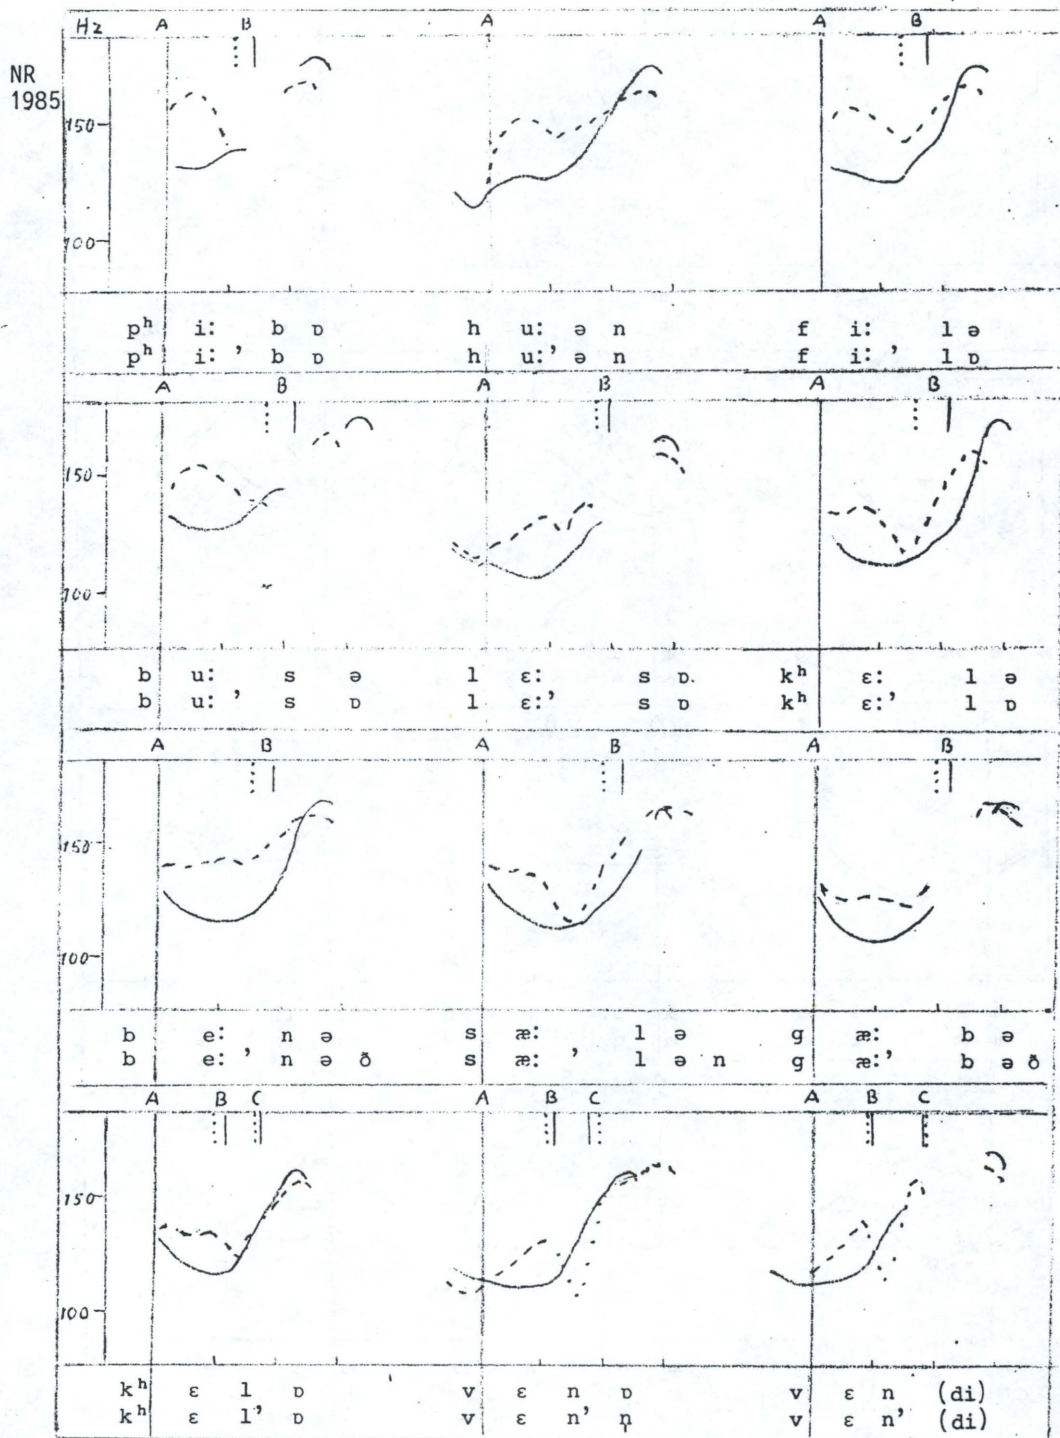 Hz A B A A B
NR
1985
150
100
pʰ i: b ɒ h u: ə n f i: l ə
pʰ i: ’ b ɒ h u:’ə n f i:’ l ɒ
A B A B A B
150
100
b u: s ə l ɛ: s ɒ kʰ ɛ: l ə
b u: ’ s ɒ l ɛ:’ s ɒ kʰ ɛ:’ l ɒ
A B A B A B
150
100
b e: n ə s æ: l ə g æ: b ə
b e: ’ n ə ð s æ: ’ l ə n g æ:’ b ə ð
A B C A B C A B C
150
100
kʰ ɛ l ɒ v ɛ n ɒ v ɛ n (di)
kʰ ɛ l’ ɒ v ɛ n’ n̩ v ɛ n’ (di)